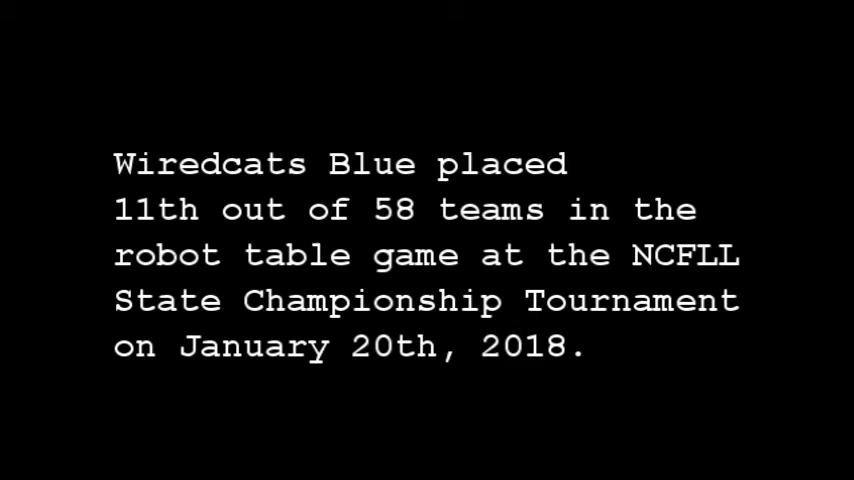 Wiredcats Blue placed
11th out of 58 teams in the
robot table game at the NCFLL
State Championship Tournament
on January 20th, 2018.